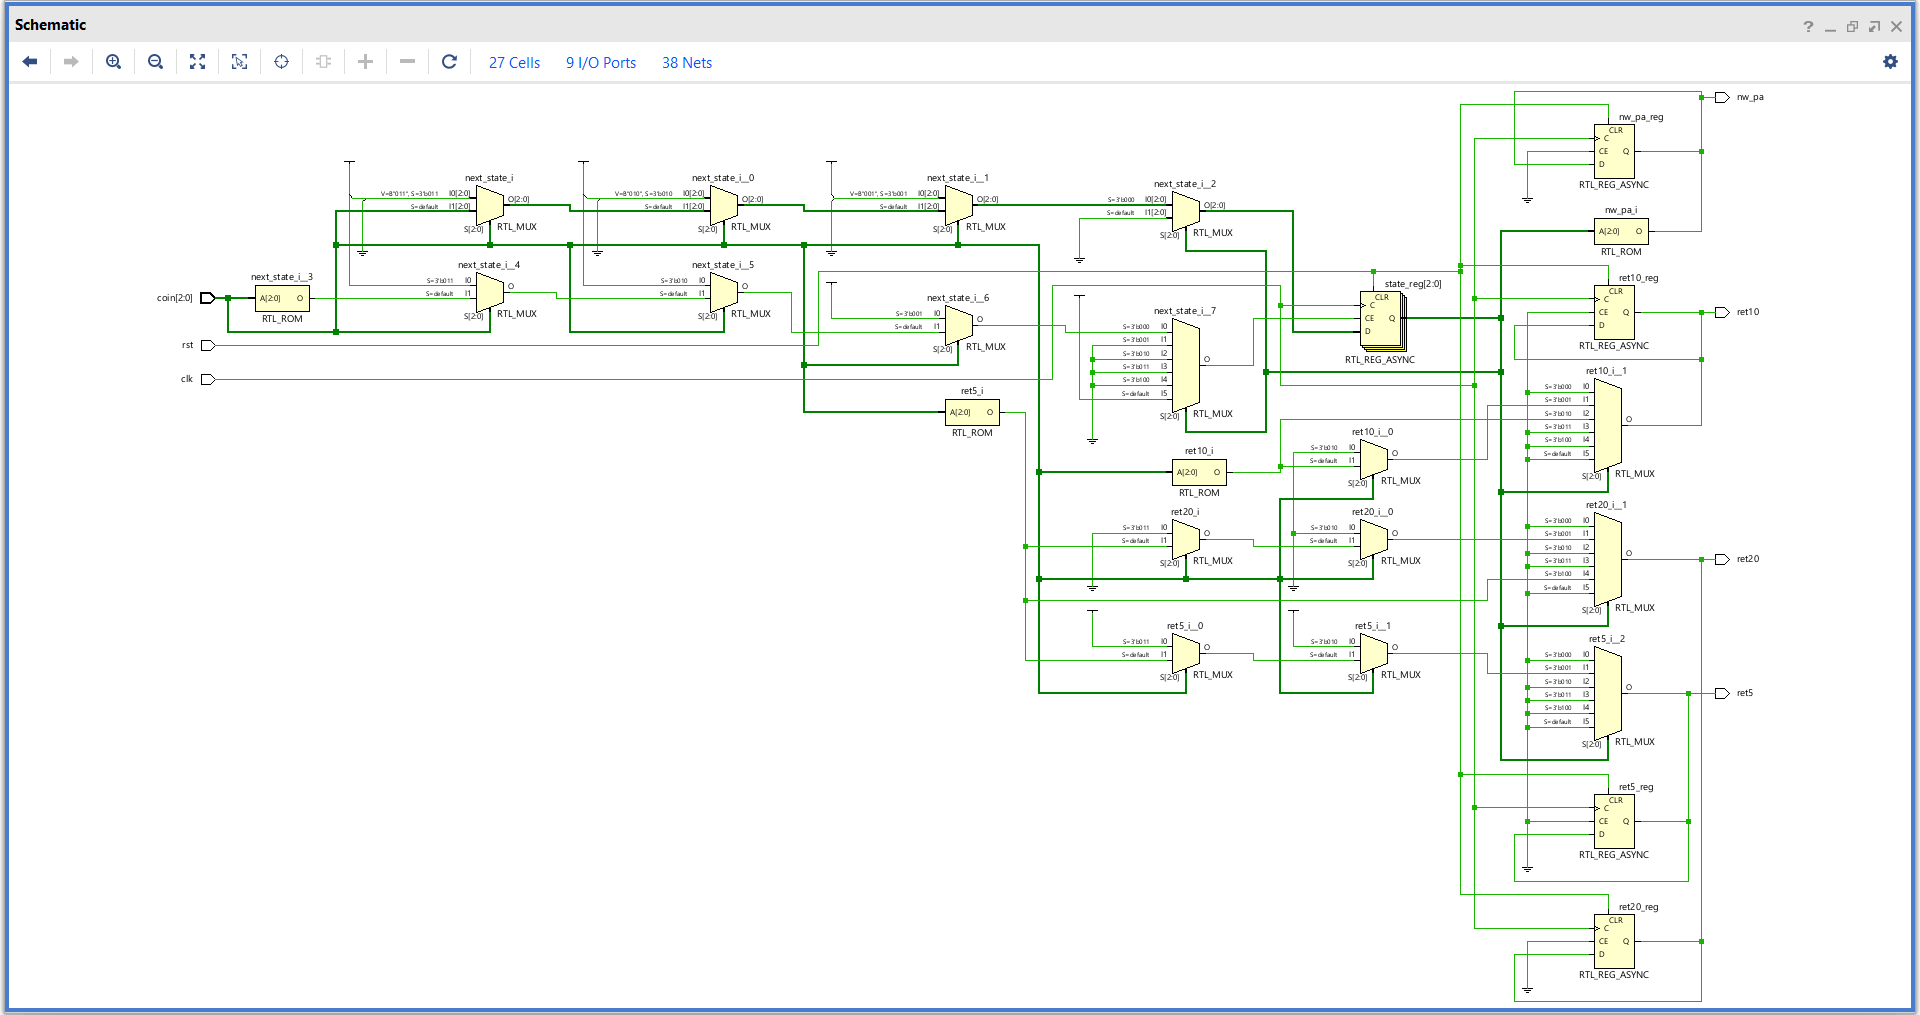 Schematic
27 Cells 9 I/O Ports 38 Nets
nw_pa
nw_pa_reg
CLR
C
CE Q
D
RTL_REG_ASYNC
next_state_i
V=B"011", S=3'b011 I0[2:0]
S=default I1[2:0]
O[2:0]
S[2:0]
RTL_MUX
next_state_i__0
V=B"010", S=3'b010 I0[2:0]
S=default I1[2:0]
O[2:0]
S[2:0]
RTL_MUX
next_state_i__1
V=B"001", S=3'b001 I0[2:0]
S=default I1[2:0]
O[2:0]
S[2:0]
RTL_MUX
next_state_i__2
S=3'b000 I0[2:0]
S=default I1[2:0]
O[2:0]
S[2:0]
RTL_MUX
nw_pa_i
A[2:0] O
RTL_ROM
coin[2:0]
next_state_i__3
A[2:0] O
RTL_ROM
next_state_i__4
S=3'b011 I0
S=default I1
O
S[2:0]
RTL_MUX
next_state_i__5
S=3'b010 I0
S=default I1
O
S[2:0]
RTL_MUX
next_state_i__6
S=3'b001 I0
S=default I1
O
S[2:0]
RTL_MUX
next_state_i__7
S=3'b000 I0
S=3'b001 I1
S=3'b010 I2
S=3'b011 I3
S=3'b100 I4
S=default I5
O
S[2:0]
RTL_MUX
state_reg[2:0]
CLR
C
CE Q
D
RTL_REG_ASYNC
ret10_reg
CLR
C
CE Q
D
RTL_REG_ASYNC
ret10
rst
clk
ret5_i
A[2:0] O
RTL_ROM
ret10_i
A[2:0] O
RTL_ROM
ret10_i__0
S=3'b010 I0
S=default I1
O
S[2:0]
RTL_MUX
ret10_i__1
S=3'b000 I0
S=3'b001 I1
S=3'b010 I2
S=3'b011 I3
S=3'b100 I4
S=default I5
O
S[2:0]
RTL_MUX
ret20_i
S=3'b011 I0
S=default I1
O
S[2:0]
RTL_MUX
ret20_i__0
S=3'b010 I0
S=default I1
O
S[2:0]
RTL_MUX
ret20_i__1
S=3'b000 I0
S=3'b001 I1
S=3'b010 I2
S=3'b011 I3
S=3'b100 I4
S=default I5
O
S[2:0]
RTL_MUX
ret20
ret5_i__0
S=3'b011 I0
S=default I1
O
S[2:0]
RTL_MUX
ret5_i__1
S=3'b010 I0
S=default I1
O
S[2:0]
RTL_MUX
ret5_i__2
S=3'b000 I0
S=3'b001 I1
S=3'b010 I2
S=3'b011 I3
S=3'b100 I4
S=default I5
O
S[2:0]
RTL_MUX
ret5
ret5_reg
CLR
C
CE Q
D
RTL_REG_ASYNC
ret20_reg
CLR
C
CE Q
D
RTL_REG_ASYNC